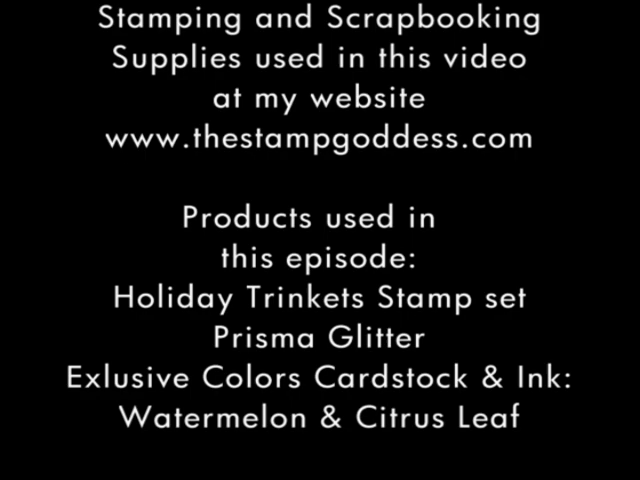 Stamping and Scrapbooking
Supplies used in this video
at my website
www.thestampgoddess.com
Products used in
this episode:
Holiday Trinkets Stamp set
Prisma Glitter
Exlusive Colors Cardstock & Ink:
Watermelon & Citrus Leaf